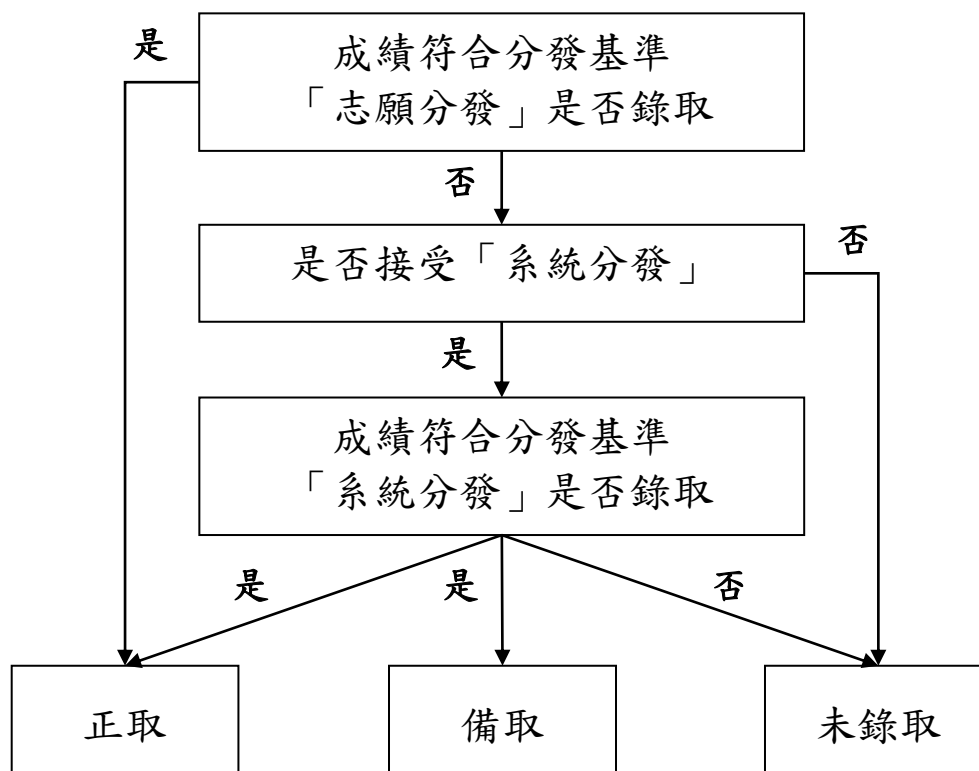 是
成績符合分發基準
「志願分發」是否錄取
否
是否接受「系統分發」
否
是
成績符合分發基準
「系統分發」是否錄取
是
是
否
正取
備取
未錄取